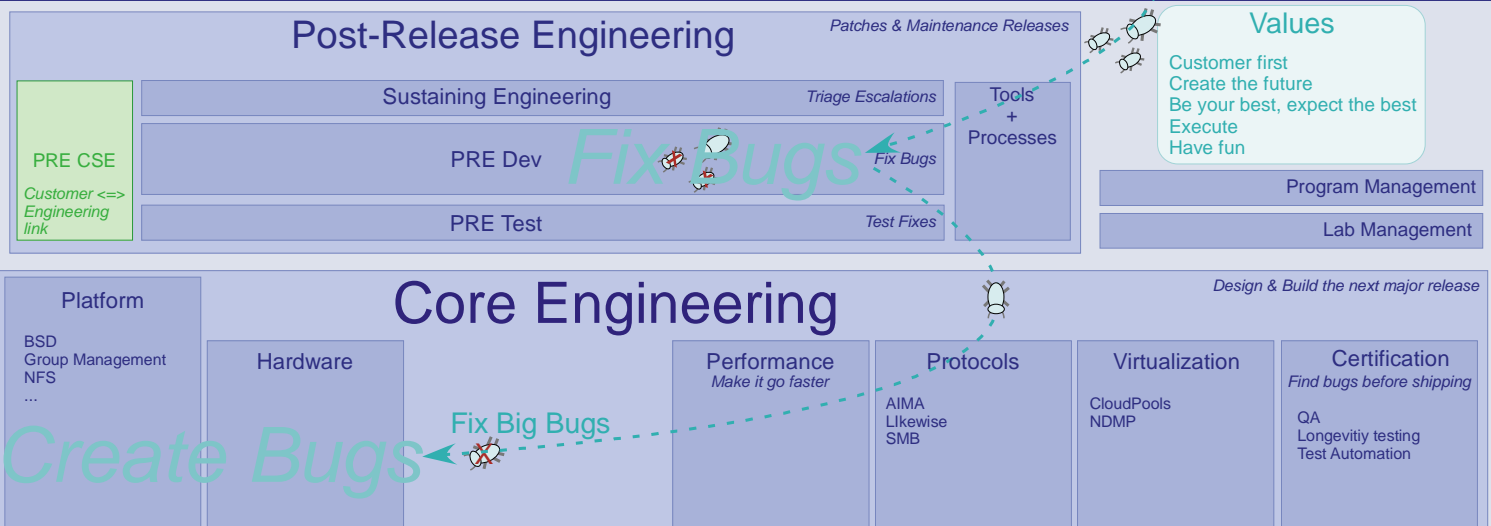 Post-Release Engineering
Patches & Maintenance Releases
PRE CSE
Customer <=>
Engineering
link
Sustaining Engineering
Triage Escalations
PRE Dev
Fix Bugs
Fix Bugs
PRE Test
Test Fixes
Tools
+
Processes
Values
Customer first
Create the future
Be your best, expect the best
Execute
Have fun
Program Management
Lab Management
Core Engineering
Design & Build the next major release
Platform
BSD
Group Management
NFS
...
Hardware
Create Bugs
Fix Big Bugs
Performance
Make it go faster
Protocols
AIMA
LIkewise
SMB
Virtualization
CloudPools
NDMP
Certification
Find bugs before shipping
QA
Longevitiy testing
Test Automation